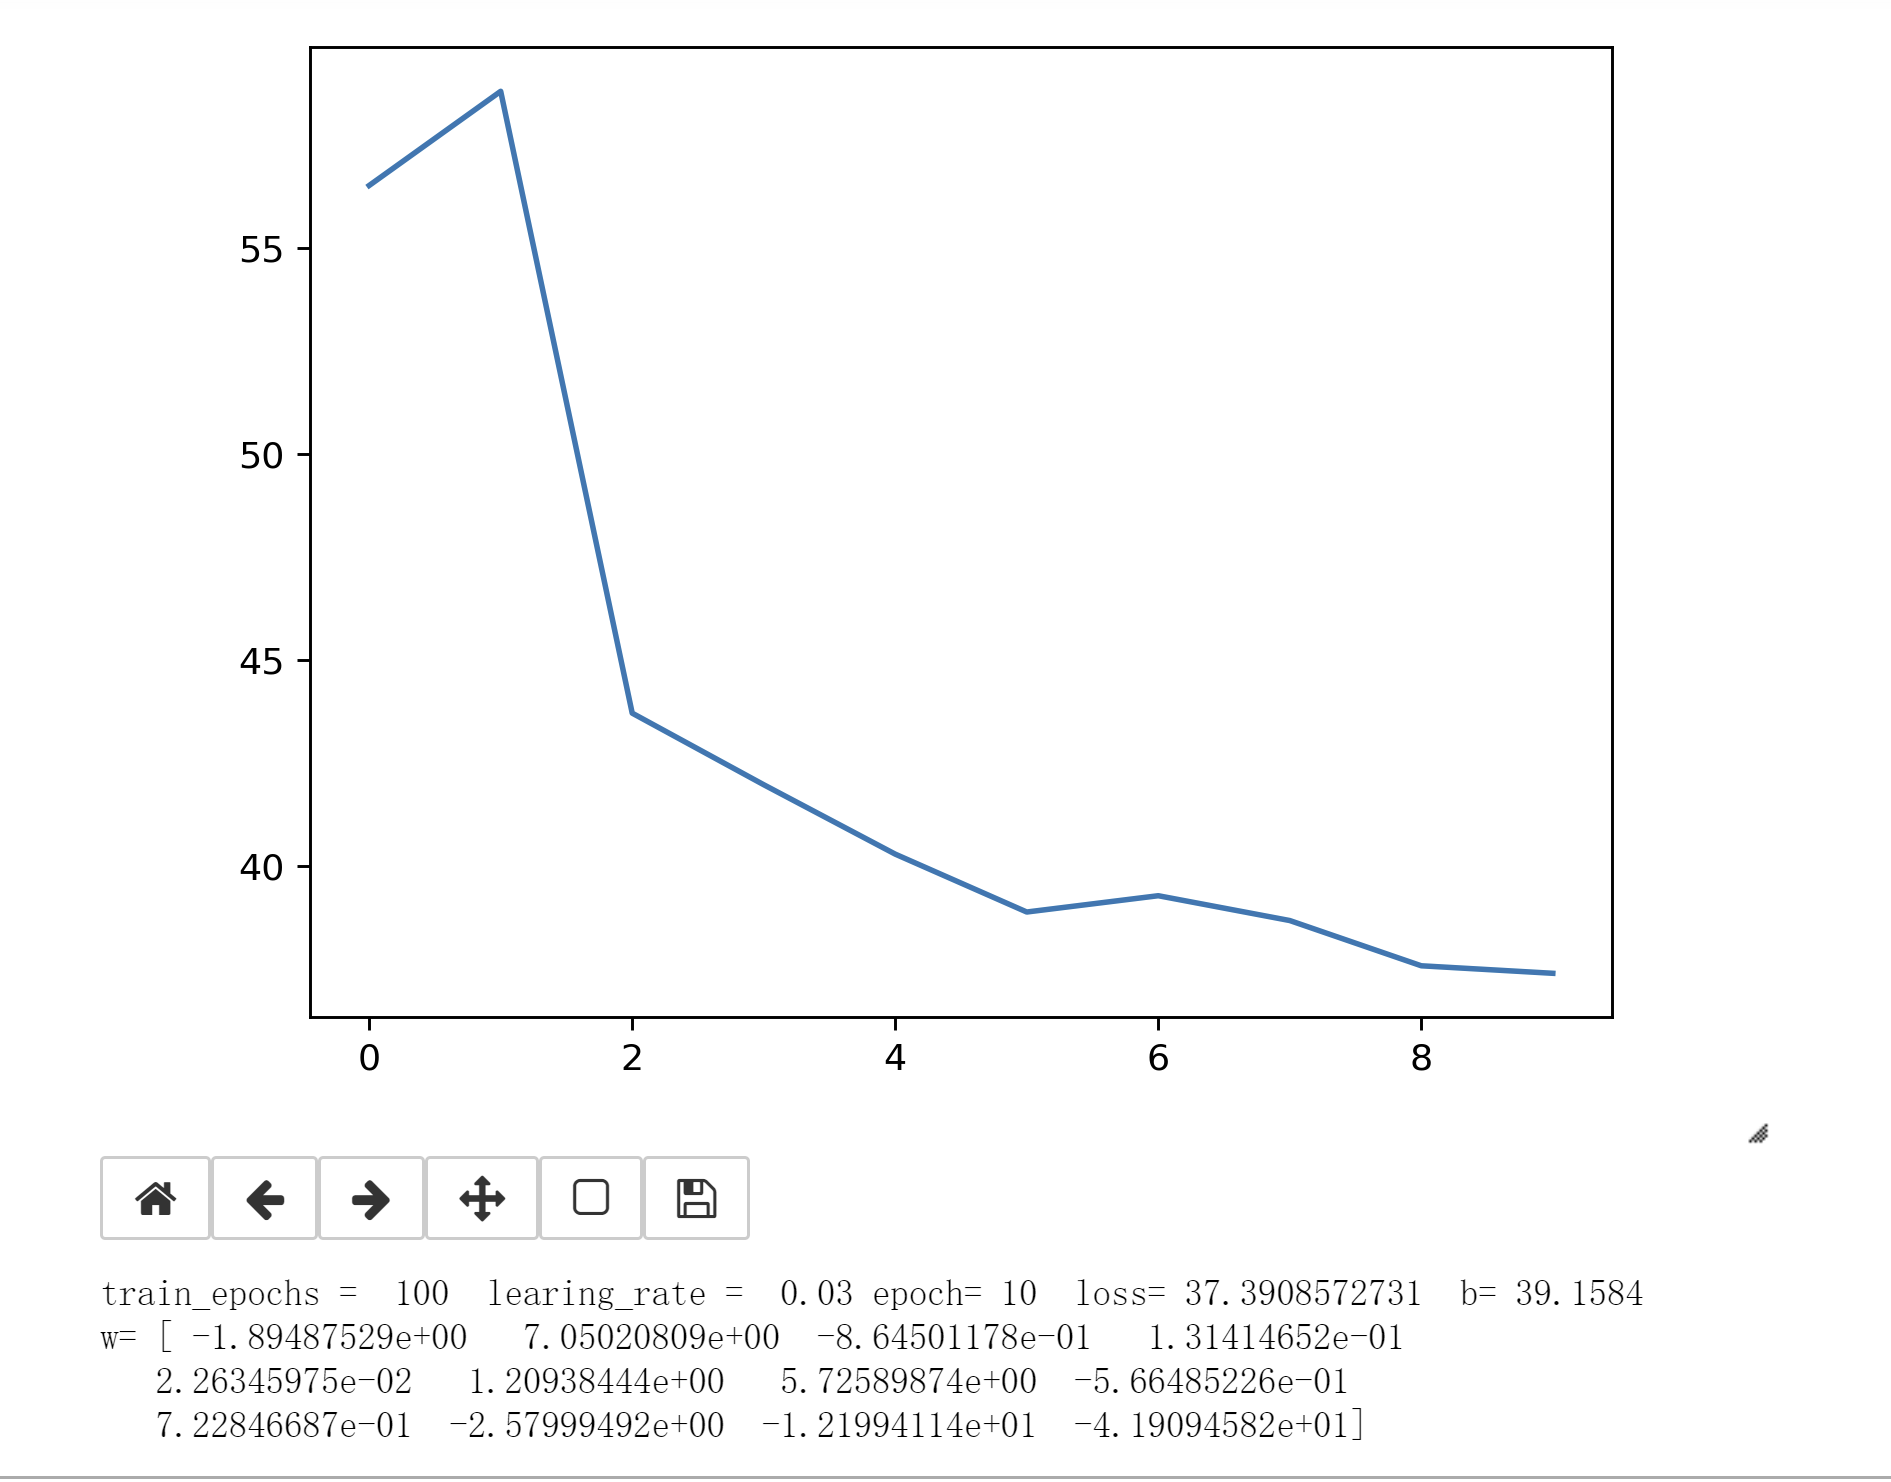 55
50
45
40
0 2 4 6 8
train_epochs =  100  learing_rate =  0.03 epoch= 10  loss= 37.3908572731  b= 39.1584
w= [ -1.89487529e+00   7.05020809e+00  -8.64501178e-01   1.31414652e-01
2.26345975e-02   1.20938444e+00   5.72589874e+00  -5.66485226e-01
7.22846687e-01  -2.57999492e+00  -1.21994114e+01  -4.19094582e+01]